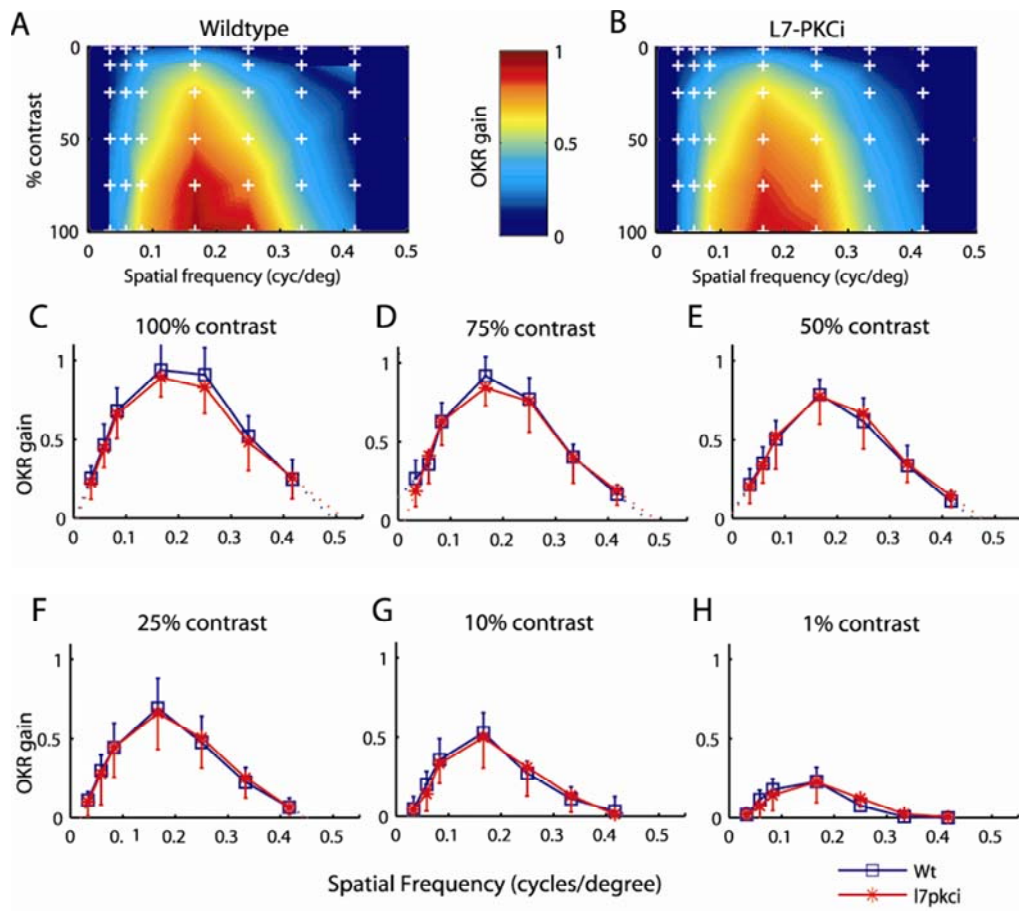 A
Wildtype
B
L7-PKCi
0
50
100
% contrast
0 0.1 0.2 0.3 0.4 0.5
Spatial frequency (cyc/deg)
1
0.5
0
OKR gain
0
50
100
0 0.1 0.2 0.3 0.4 0.5
Spatial frequency (cyc/deg)
C
100% contrast
D
75% contrast
E
50% contrast
OKR gain
1
0.5
0
0 0.1 0.2 0.3 0.4 0.5
1
0.5
0
0 0.1 0.2 0.3 0.4 0.5
1
0.5
0
0 0.1 0.2 0.3 0.4 0.5
F
25% contrast
G
10% contrast
H
1% contrast
OKR gain
1
0.5
0
0 0. 1 0.2 0.3 0.4 0.5
1
0.5
0
0 0.1 0.2 0.3 0.4 0.5
1
0.5
0
0 0.1 0.2 0.3 0.4 0.5
Spatial Frequency (cycles/degree)
Wt
l7pkci